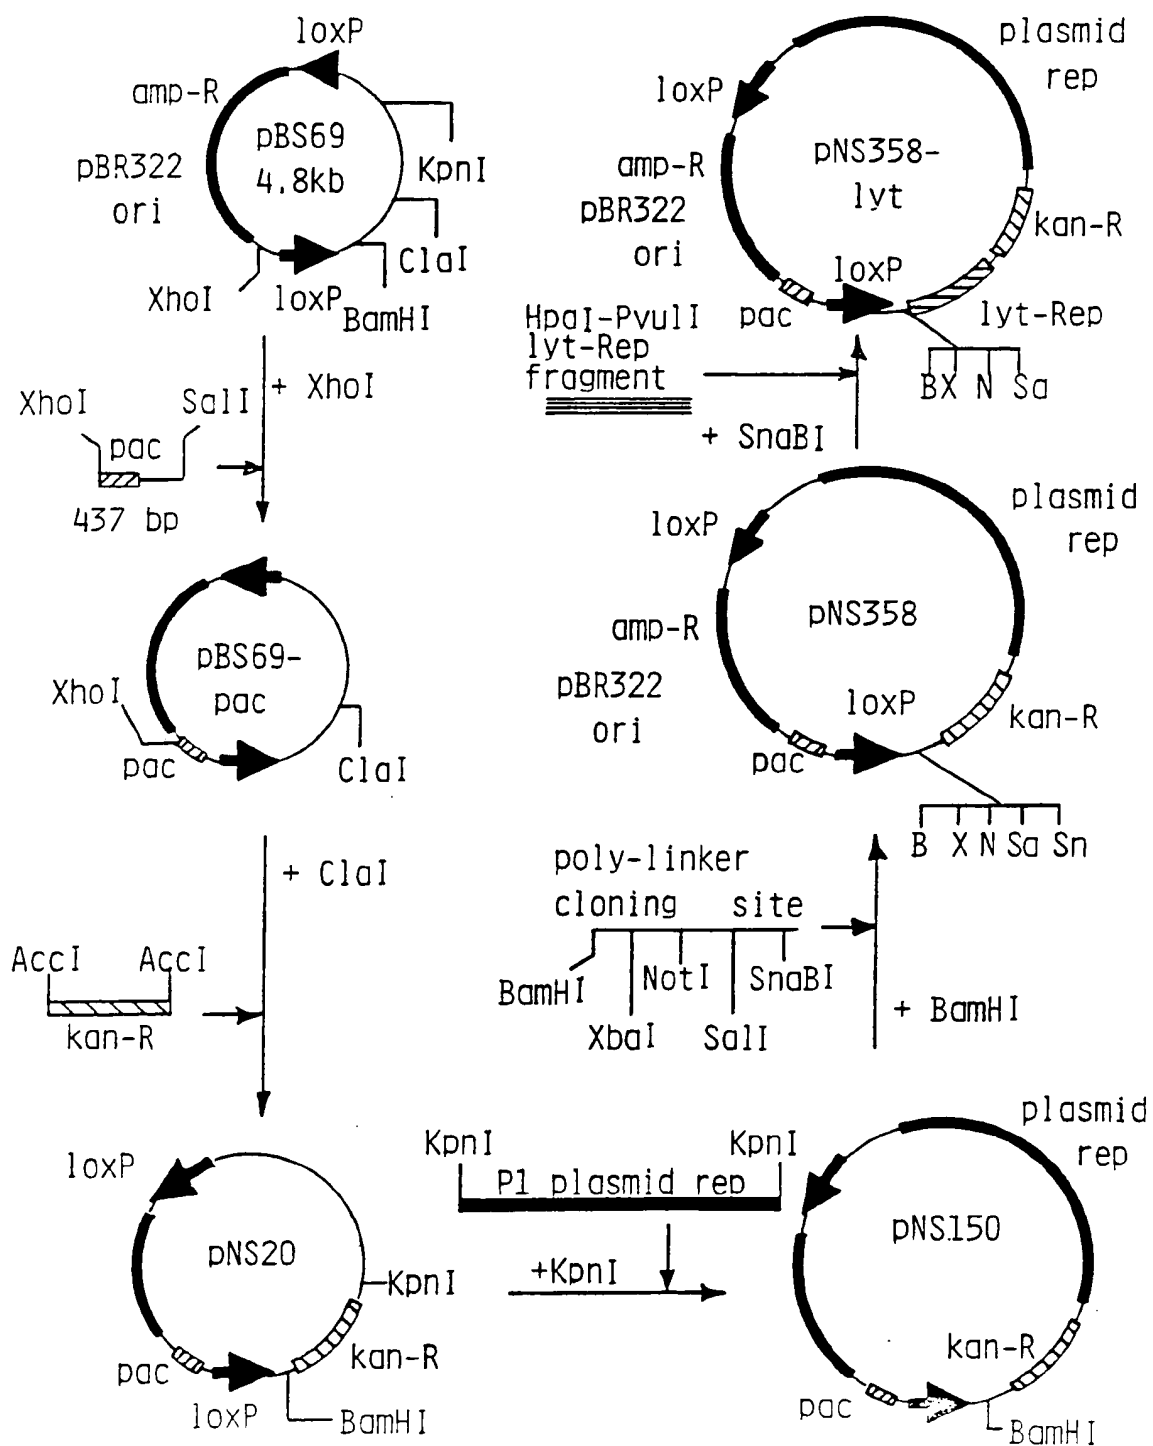 loxP
amp-R
pBS69
4.8kb
pBR322
ori
KpnI
ClaI
XhoI
loxP
BamHI
+ XhoI
XhoI
SalI
pac
437 bp
pBS69-
pac
XhoI
pac
ClaI
+ ClaI
AccI
AccI
kan-R
loxP
pNS20
KpnI
pac
kan-R
loxP
BamHI
KpnI
KpnI
P1 plasmid rep
+KpnI
plasmid
rep
pNS150
kan-R
pac
BamHI
poly-linker
cloning site
BamHI
NotI
SnaBI
XbaI
SalI
+ BamHI
plasmid
rep
loxP
pNS358
amp-R
pBR322
ori
loxP
kan-R
pac
B X N Sa Sn
HpaI-PvuII
lyt-Rep
fragment
+ SnaBI
plasmid
rep
loxP
pNS358-
lyt
amp-R
pBR322
ori
kan-R
loxP
pac
lyt-Rep
BX N Sa